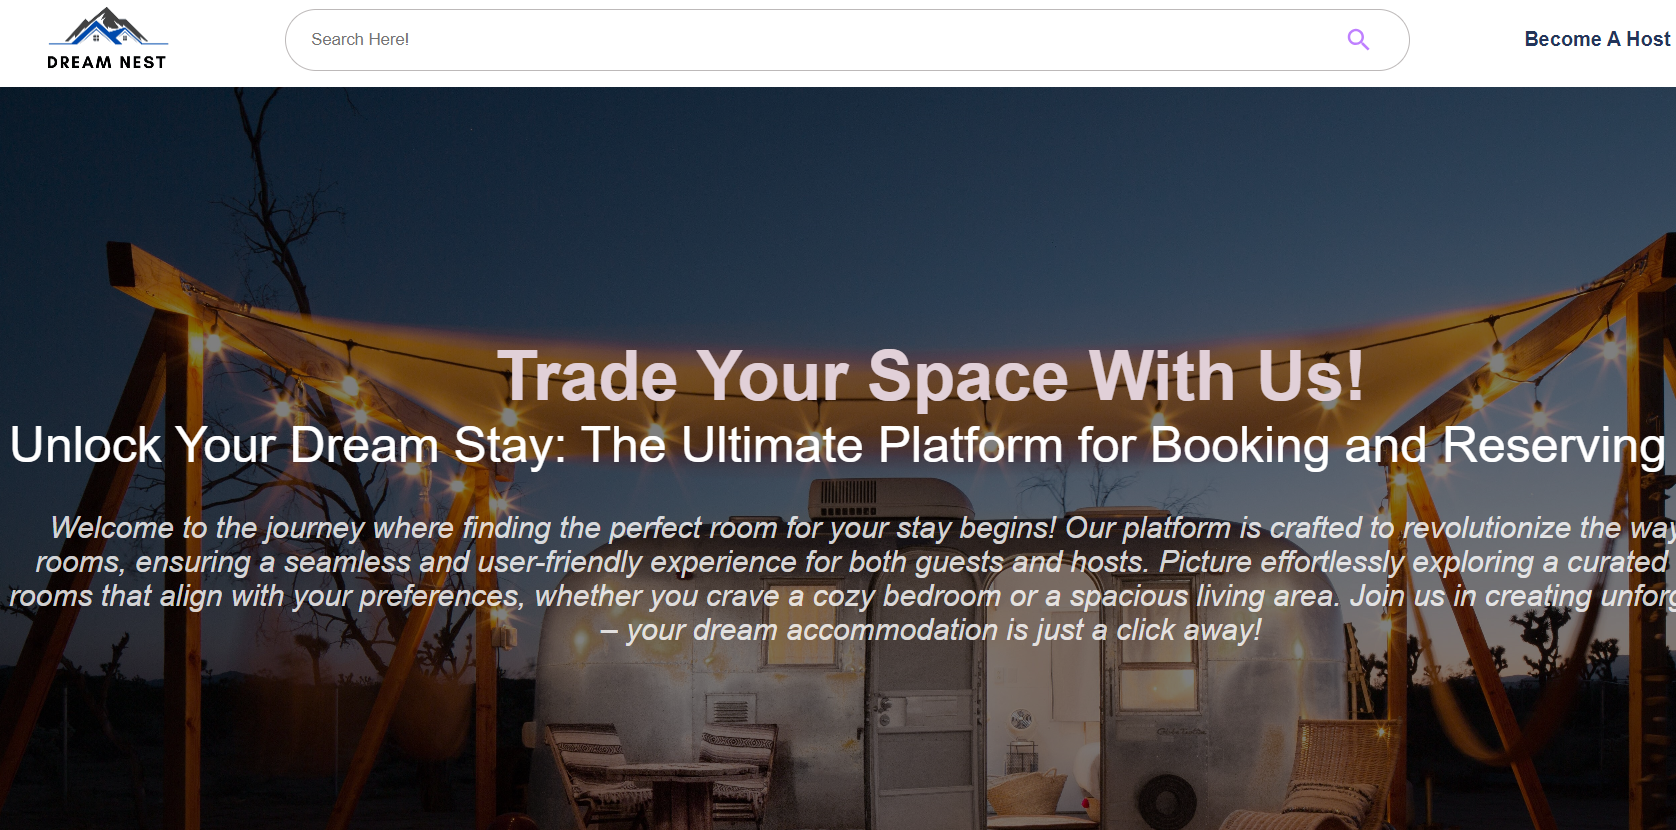 DREAM NEST
Search Here!
Become A Host
Trade Your Space With Us!
Unlock Your Dream Stay: The Ultimate Platform for Booking and Reserving
Welcome to the journey where finding the perfect room for your stay begins! Our platform is crafted to revolutionize the way
rooms, ensuring a seamless and user-friendly experience for both guests and hosts. Picture effortlessly exploring a curated
rooms that align with your preferences, whether you crave a cozy bedroom or a spacious living area. Join us in creating
– your dream accommodation is just a click away!